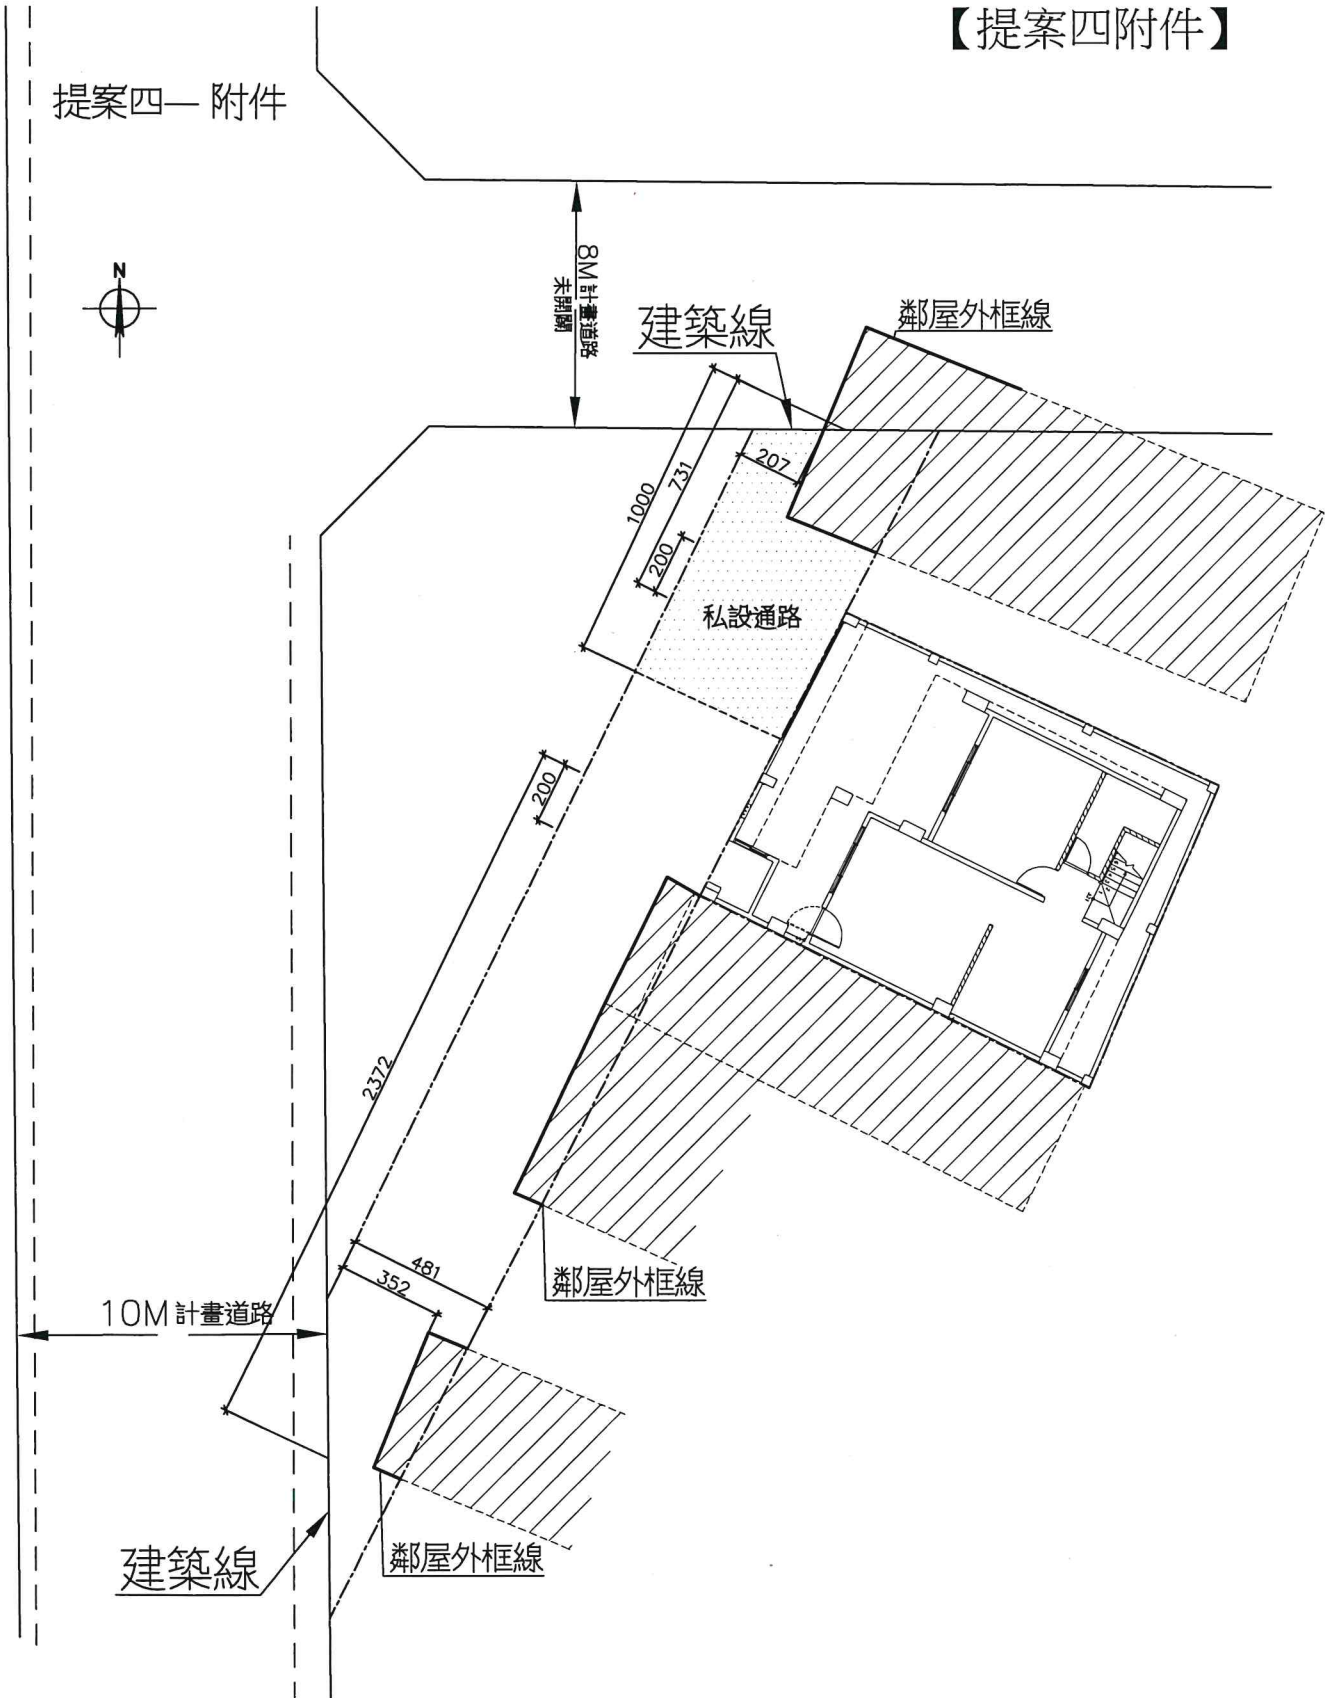 【提案四附件】
提案四— 附件
N
8M計畫道路
未開闢
建築線
鄰屋外框線
207
731
1000
200
私設通路
200
2372
481
352
鄰屋外框線
10M計畫道路
建築線
鄰屋外框線